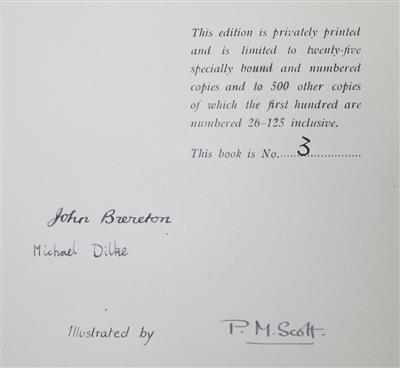 This edition is privately printed
and is limited to twenty-five
specially bound and numbered
copies and to 500 other copies
of which the first hundred are
numbered 26–125 inclusive.
This book is No. 3
John Brereton
Michael Dilke
Illustrated by P. M. Scott.